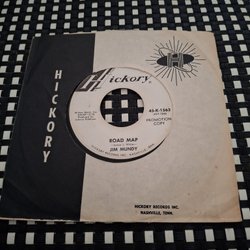 HICKORY
Hickory
H
45-K-1563
PROMOTION
COPY
ROAD MAP
JIM MUNDY
HICKORY RECORDS INC.
NASHVILLE, TENN.